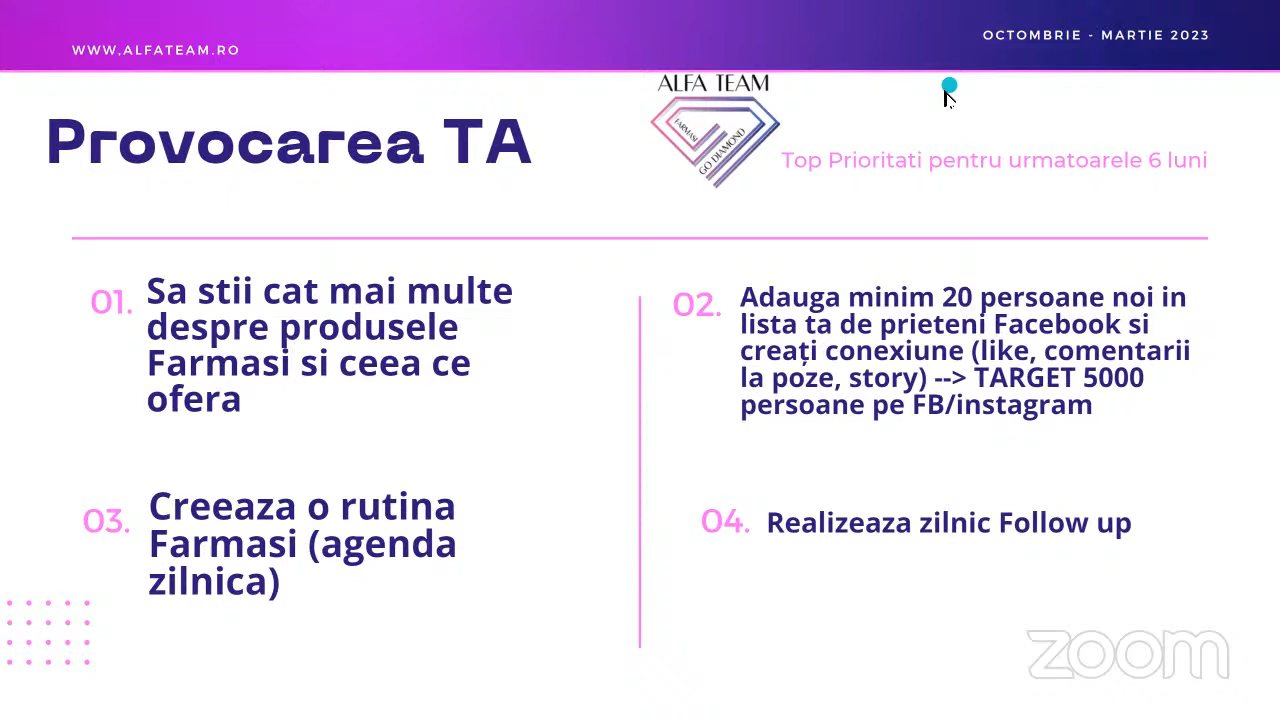 WWW.ALFATEAM.RO
OCTOMBRIE - MARTIE 2023
ALFA TEAM
FARMASI
GO DIAMOND
Provocarea TA
Top Prioritati pentru urmatoarele 6 luni
01.
Sa stii cat mai multe
despre produsele
Farmasi si ceea ce
ofera
02.
Adauga minim 20 persoane noi in
lista ta de prieteni Facebook si
creați conexiune (like, comentarii
la poze, story) --> TARGET 5000
persoane pe FB/instagram
03.
Creeaza o rutina
Farmasi (agenda
zilnica)
04.
Realizeaza zilnic Follow up
zoom